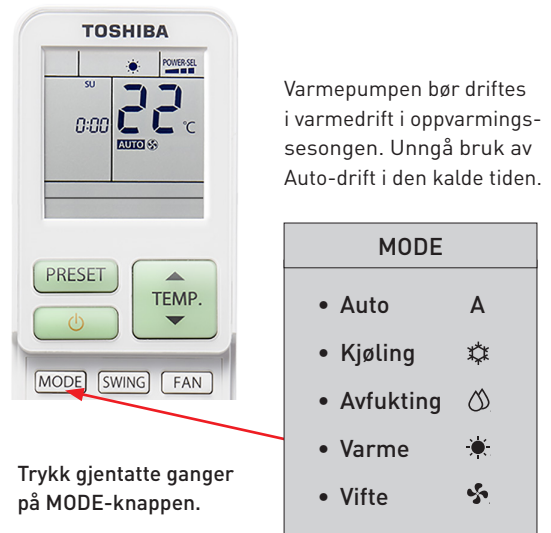 TOSHIBA
POWER-SEL
SU
0:00 22 °C
AUTO
PRESET
TEMP.
MODE SWING FAN
Varmepumpen bør driftes
i varmedrift i oppvarmings-
sesongen. Unngå bruk av
Auto-drift i den kalde tiden.
MODE
• Auto A
• Kjøling
• Avfukting
• Varme
• Vifte
Trykk gjentatte ganger
på MODE-knappen.